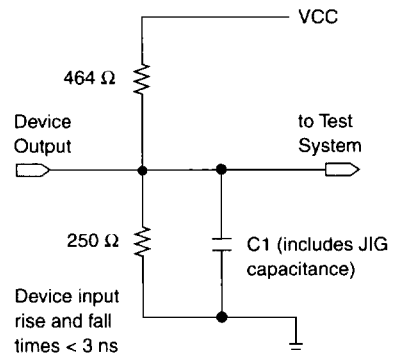 VCC
464 Ω
Device
Output
to Test
System
250 Ω
C1 (includes JIG
capacitance)
Device input
rise and fall
times < 3 ns